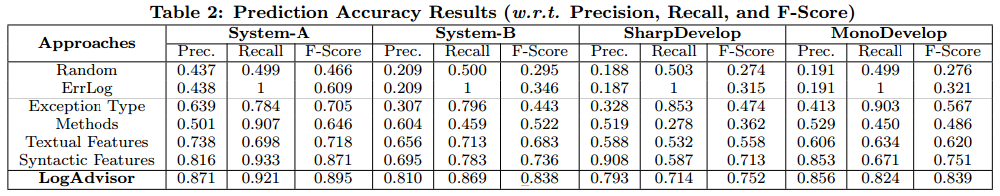 Table 2: Prediction Accuracy Results (w.r.t. Precision, Recall, and F-Score)
Approaches System-A System-B SharpDevelop MonoDevelop
Prec. Recall F-Score Prec. Recall F-Score Prec. Recall F-Score Prec. Recall F-Score
Random 0.437 0.499 0.466 0.209 0.500 0.295 0.188 0.503 0.274 0.191 0.499 0.276
ErrLog 0.438 1 0.609 0.209 1 0.346 0.187 1 0.315 0.191 1 0.321
Exception Type 0.639 0.784 0.705 0.307 0.796 0.443 0.328 0.853 0.474 0.413 0.903 0.567
Methods 0.501 0.907 0.646 0.604 0.459 0.522 0.519 0.278 0.362 0.529 0.450 0.486
Textual Features 0.738 0.698 0.718 0.656 0.713 0.683 0.588 0.532 0.558 0.606 0.634 0.620
Syntactic Features 0.816 0.933 0.871 0.695 0.783 0.736 0.908 0.587 0.713 0.853 0.671 0.751
LogAdvisor 0.871 0.921 0.895 0.810 0.869 0.838 0.793 0.714 0.752 0.856 0.824 0.839